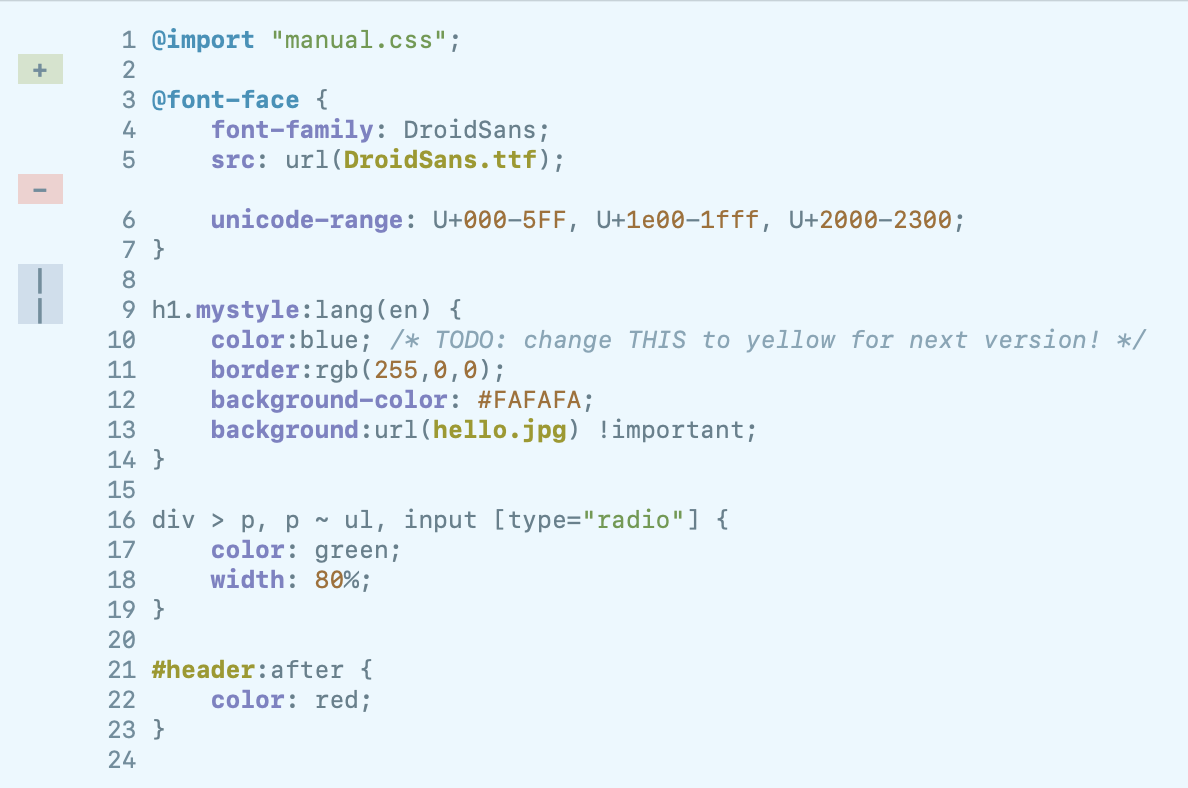 1 @import "manual.css";
+ 2
3 @font-face {
4     font-family: DroidSans;
5     src: url(DroidSans.ttf);
−
6     unicode-range: U+000-5FF, U+1e00-1fff, U+2000-2300;
7 }
| 8
| 9 h1.mystyle:lang(en) {
10     color:blue; /* TODO: change THIS to yellow for next version! */
11     border:rgb(255,0,0);
12     background-color: #FAFAFA;
13     background:url(hello.jpg) !important;
14 }
15
16 div > p, p ~ ul, input [type="radio"] {
17     color: green;
18     width: 80%;
19 }
20
21 #header:after {
22     color: red;
23 }
24